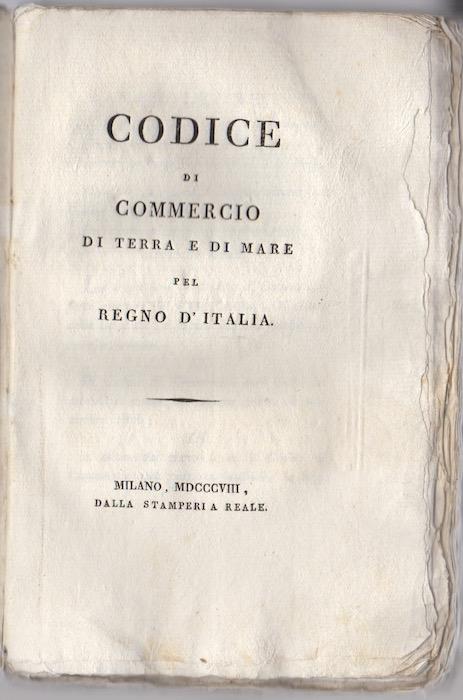 CODICE
DI
COMMERCIO
DI TERRA E DI MARE
PEL
REGNO D'ITALIA.
MILANO, MDCCCVIII,
DALLA STAMPERIA REALE.